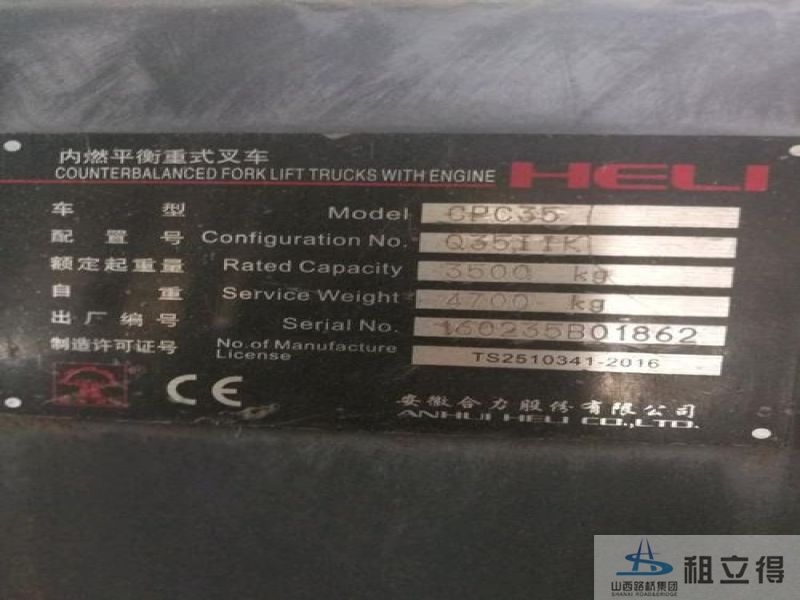 内燃平衡重式叉车
COUNTERBALANCED FORK LIFT TRUCKS WITH ENGINE HELI
车型 Model CPC35
配置号 Configuration No. Q35IIK
额定起重量 Rated Capacity 3500 kg
自重 Service Weight 4700 kg
出厂编号 Serial No. 160235B01862
制造许可证号 No.of Manufacture License TS2510341-2016
CE
安徽合力股份有限公司
ANHUI HELI CO.,LTD.
山西路桥集团 租立得
SHANXI ROAD&BRIDGE